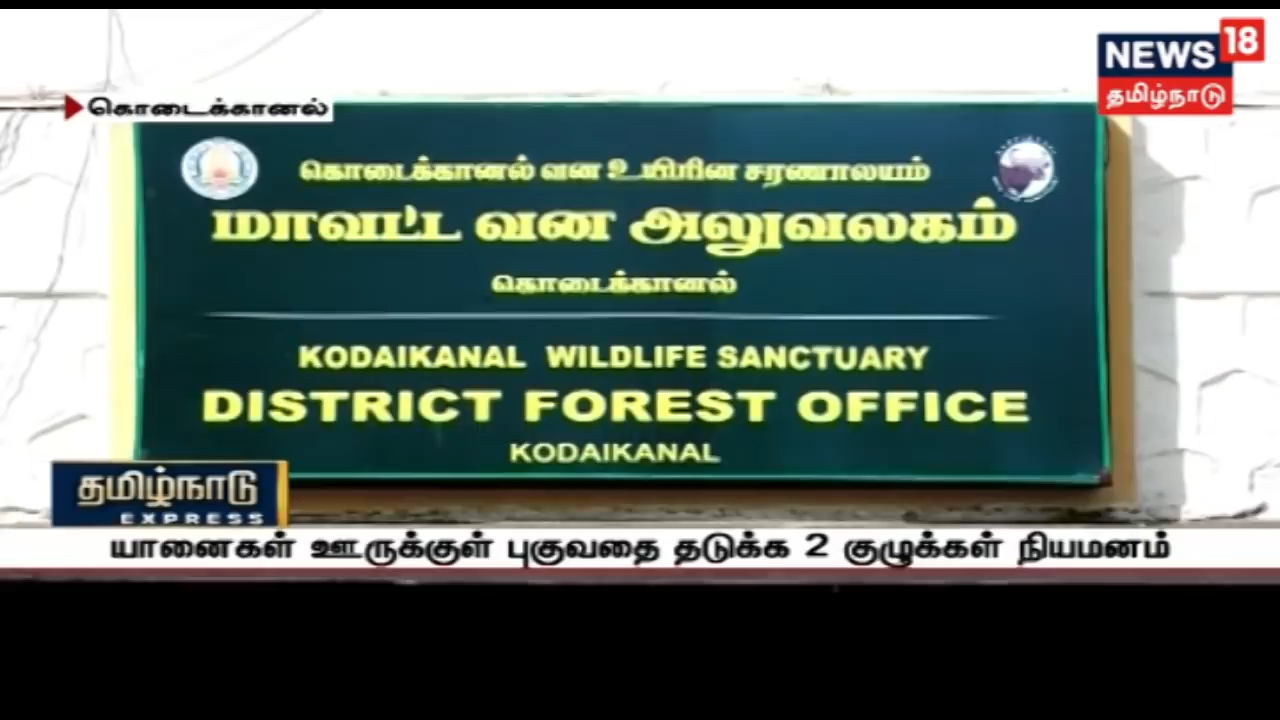 NEWS 18
தமிழ்நாடு
கொடைக்கானல்
கொடைக்கானல் வன உயிரின சரணாலயம்
மாவட்ட வன அலுவலகம்
கொடைக்கானல்
KODAIKANAL WILDLIFE SANCTUARY
DISTRICT FOREST OFFICE
KODAIKANAL
தமிழ்நாடு
EXPRESS
யானைகள் ஊருக்குள் புகுவதை தடுக்க 2 குழுக்கள் நியமனம்